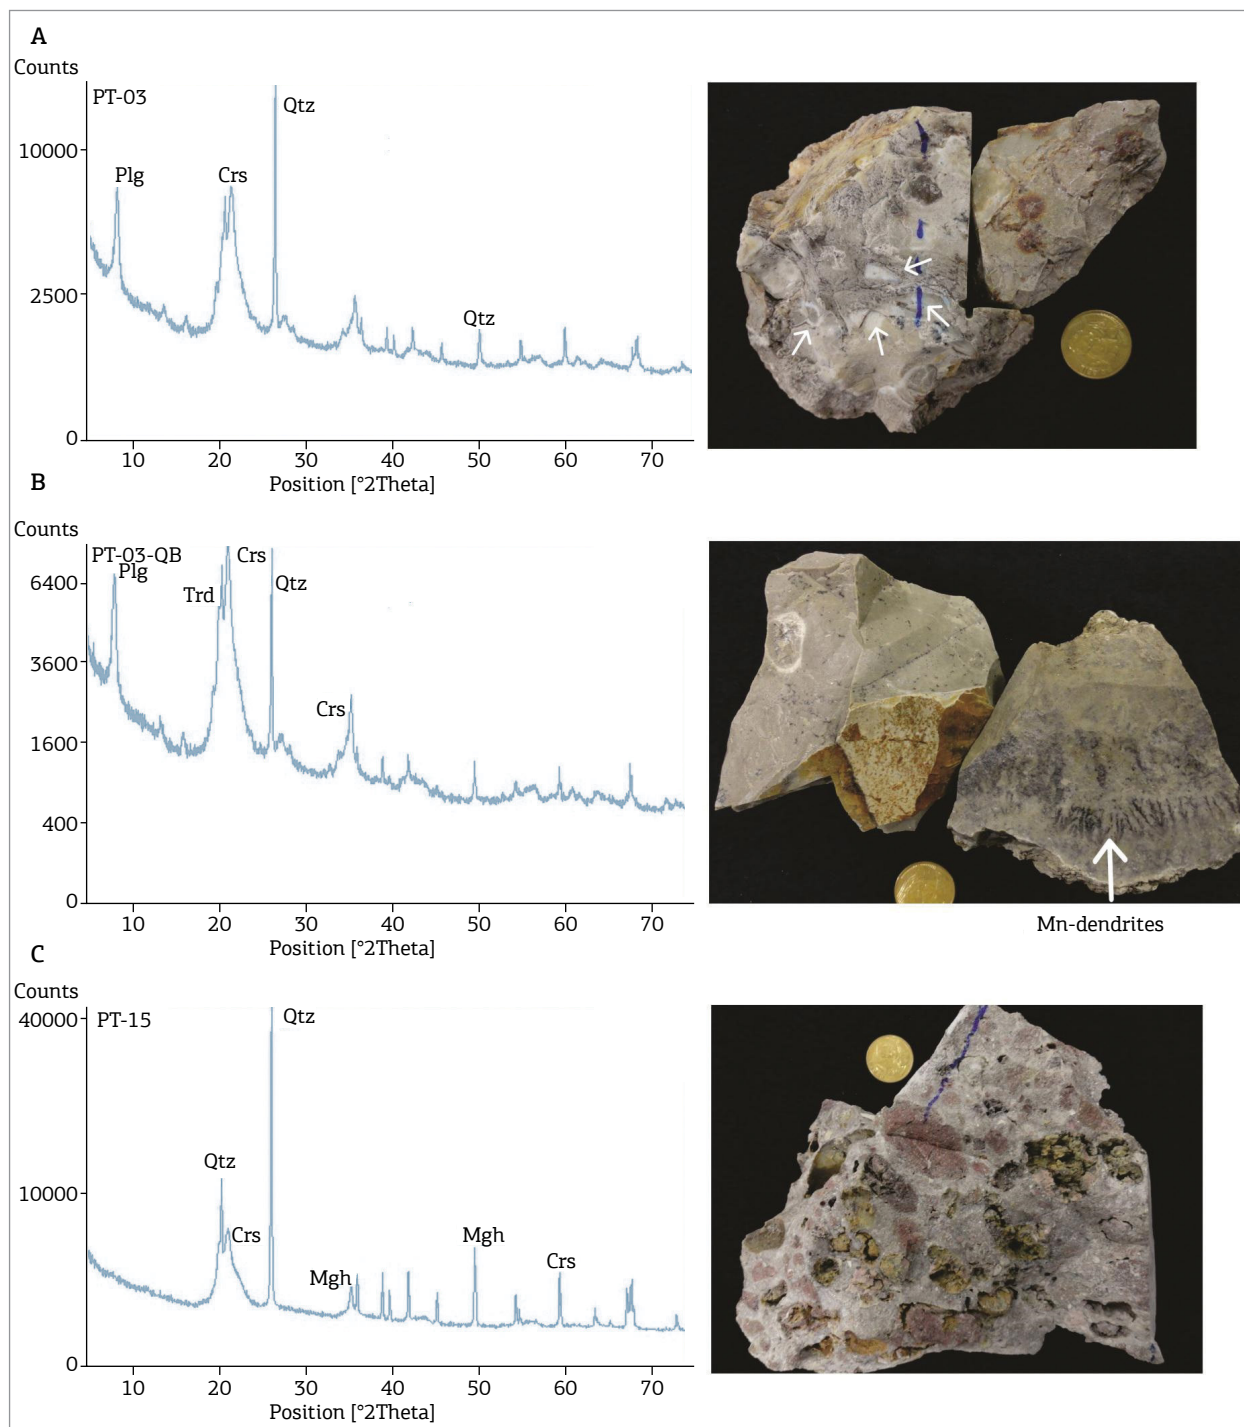 A
Counts
PT-03
Qtz
10000
Plg
Crs
2500
Qtz
0
10 20 30 40 50 60 70
Position [°2Theta]
B
Counts
PT-03-QB
Plg
Crs
6400
Trd
Qtz
3600
Crs
1600
400
0
10 20 30 40 50 60 70
Position [°2Theta]
Mn-dendrites
C
Counts
40000
PT-15
Qtz
Qtz
10000
Crs
Mgh
Mgh
Crs
0
10 20 30 40 50 60 70
Position [°2Theta]